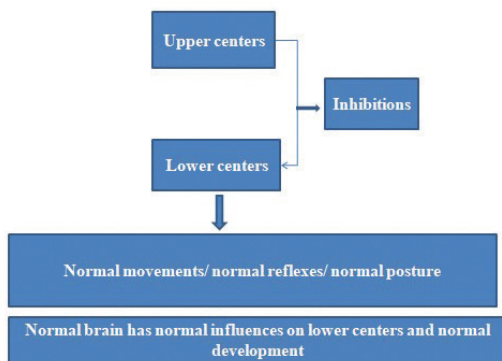 Upper centers
Inhibitions
Lower centers
Normal movements/ normal reflexes/ normal posture
Normal brain has normal influences on lower centers and normal
development